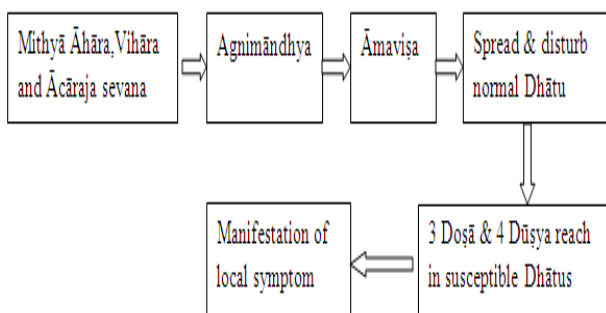 Mithyā Āhāra, Vihāra
and Ācāraja sevana
Agnimāndhya
Āmaviṣa
Spread & disturb
normal Dhātu
3 Doṣā & 4 Dūṣya reach
in susceptible Dhātus
Manifestation of
local symptom